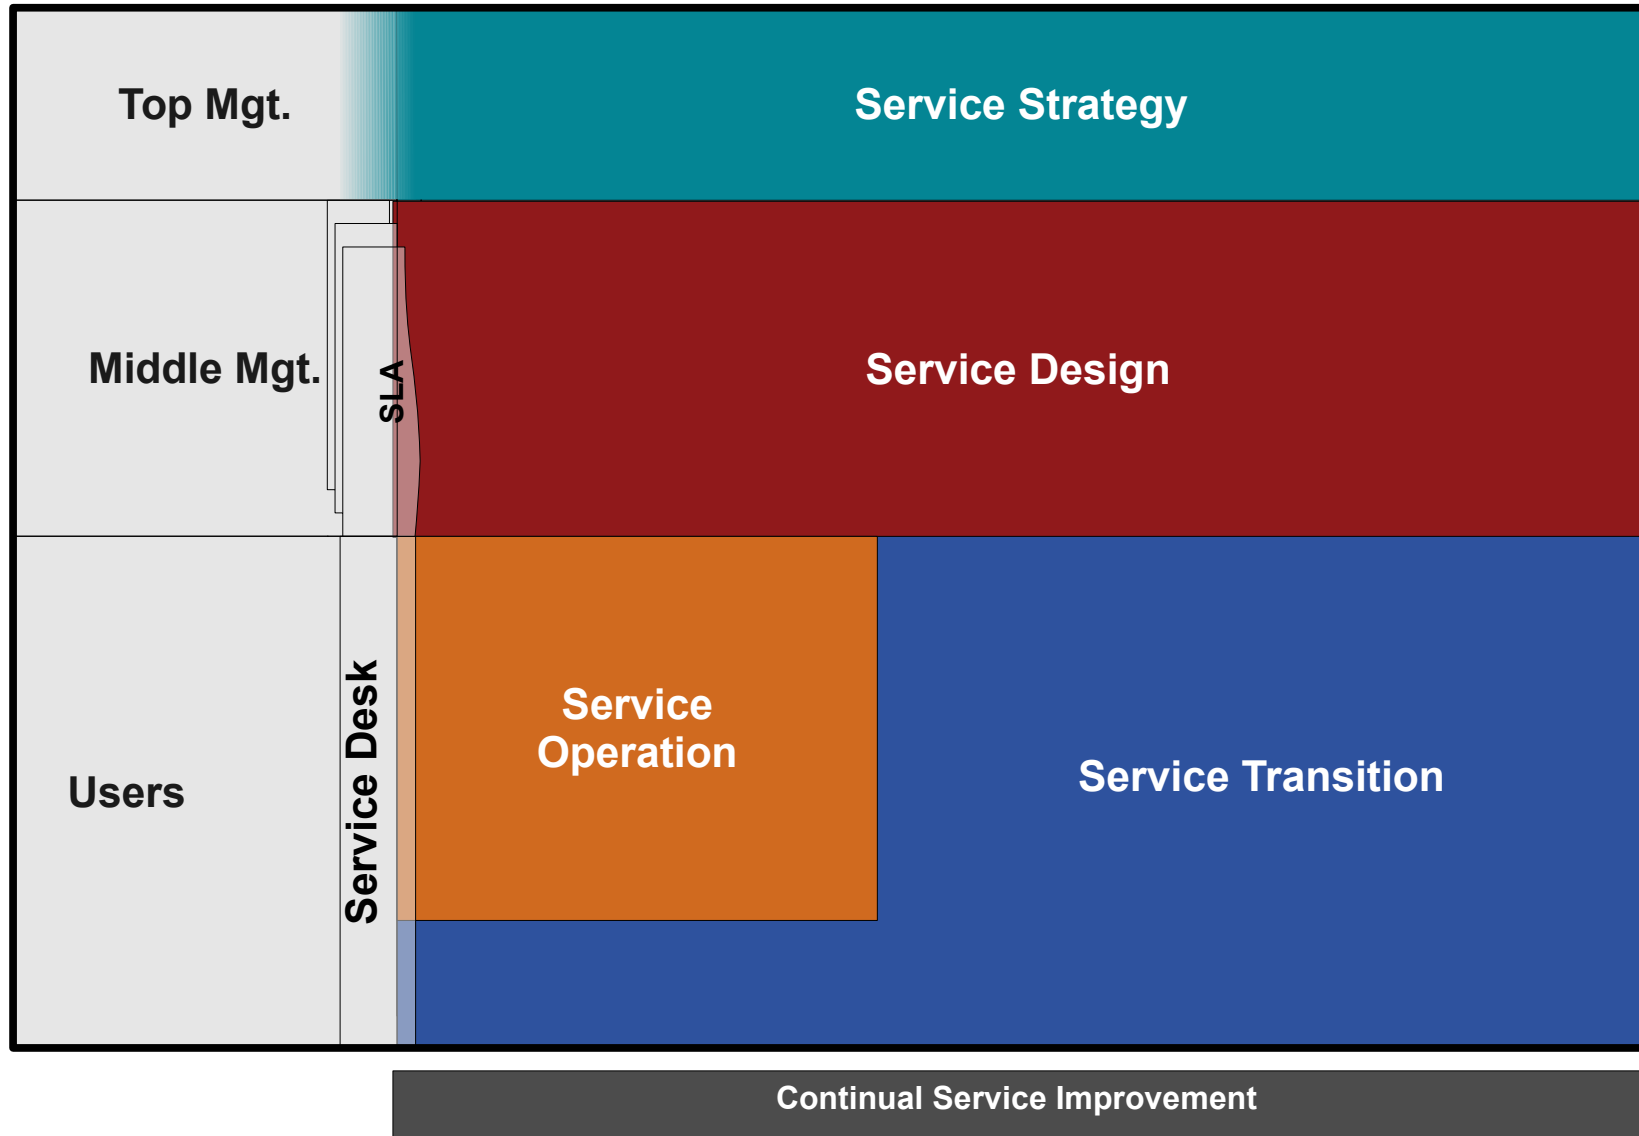 Top Mgt.
Service Strategy
Middle Mgt.
SLA
Service Design
Users
Service Desk
Service
Operation
Service Transition
Continual Service Improvement